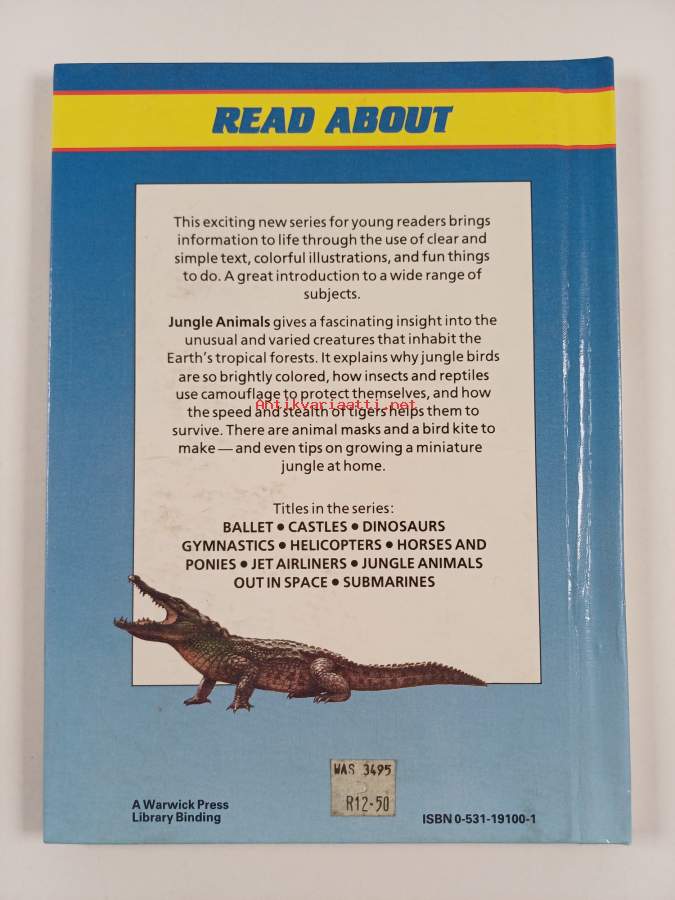 READ ABOUT
This exciting new series for young readers brings
information to life through the use of clear and
simple text, colorful illustrations, and fun things
to do. A great introduction to a wide range of
subjects.
Jungle Animals gives a fascinating insight into the
unusual and varied creatures that inhabit the
Earth's tropical forests. It explains why jungle birds
are so brightly colored, how insects and reptiles
use camouflage to protect themselves, and how
Antikvariaatti.net
the speed and stealth of tigers helps them to
survive. There are animal masks and a bird kite to
make — and even tips on growing a miniature
jungle at home.
Titles in the series:
BALLET • CASTLES • DINOSAURS
GYMNASTICS • HELICOPTERS • HORSES AND
PONIES • JET AIRLINERS • JUNGLE ANIMALS
OUT IN SPACE • SUBMARINES
WAS 3495
R12-50
A Warwick Press
Library Binding
ISBN 0-531-19100-1